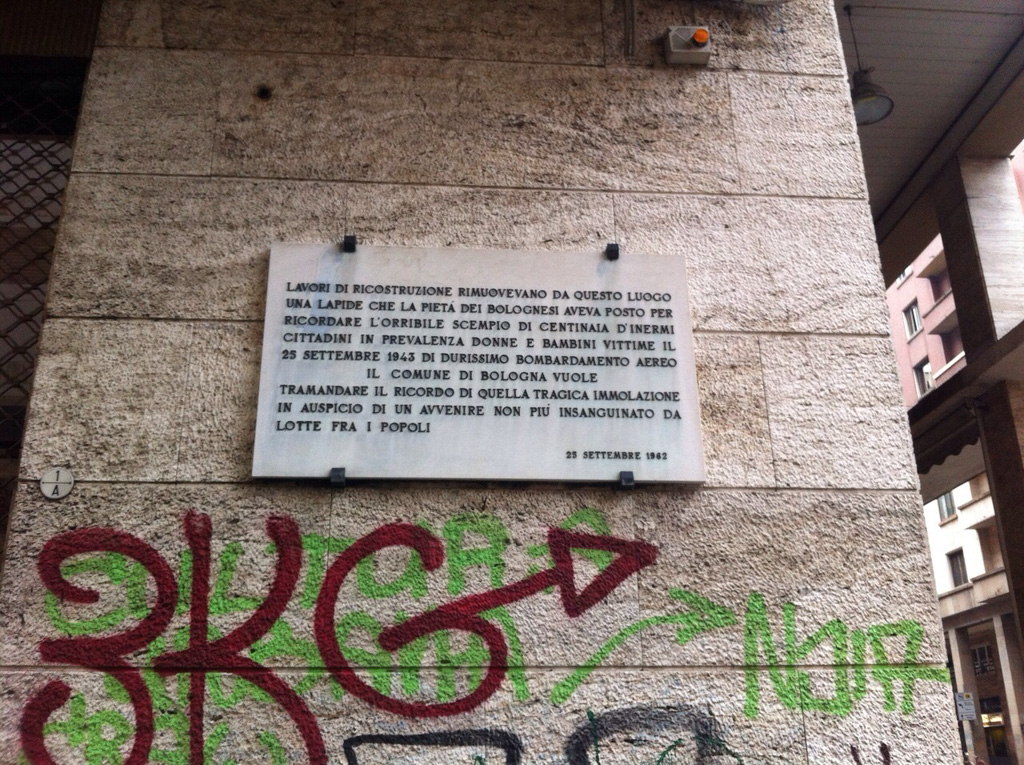 LAVORI DI RICOSTRUZIONE RIMUOVEVANO DA QUESTO LUOGO
UNA LAPIDE CHE LA PIETÁ DEI BOLOGNESI AVEVA POSTO PER
RICORDARE L'ORRIBILE SCEMPIO DI CENTINAIA D'INERMI
CITTADINI IN PREVALENZA DONNE E BAMBINI VITTIME IL
25 SETTEMBRE 1943 DI DURISSIMO BOMBARDAMENTO AEREO
IL COMUNE DI BOLOGNA VUOLE
TRAMANDARE IL RICORDO DI QUELLA TRAGICA IMMOLAZIONE
IN AUSPICIO DI UN AVVENIRE NON PIÚ INSANGUINATO DA
LOTTE FRA I POPOLI
25 SETTEMBRE 1962
1
A